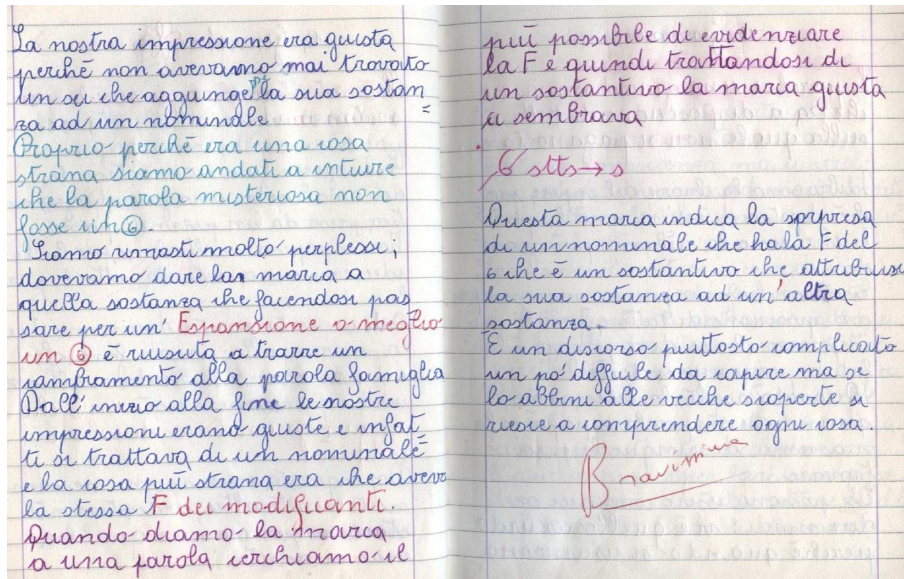 La nostra impressione era giusta
perché non avevamo mai trovato
un sei che aggiunge la sua sostan
za ad un nominale
Proprio perché era una cosa
strana siamo andati a intuire
che la parola misteriosa non
fosse un 6.
Siamo rimasti molto perplessi;
dovevamo dare la marca a
quella sostanza che facendosi pas
sare per un' Espansione o meglio
un 6 è riuscita a trarre un
cambiamento alla parola famiglia
Dall' inizio alla fine le nostre
impressioni erano giuste e infat
ti si trattava di un nominale
e la cosa più strana era che aveva
la stessa F dei modificanti.
Quando diamo la marca
a una parola cerchiamo il
più possibile di evidenziare
la F e quindi trattandosi di
un sostantivo la marca giusta
ci sembrava
6 stts → s
Questa marca indica la sorpresa
di un nominale che ha la F del
6 che è un sostantivo che attribuisce
la sua sostanza ad un'altra
sostanza.
È un discorso piuttosto complicato
un pó difficile da capire ma se
lo abbini alle vecchie scoperte si
riesce a comprendere ogni cosa.
Bravissima